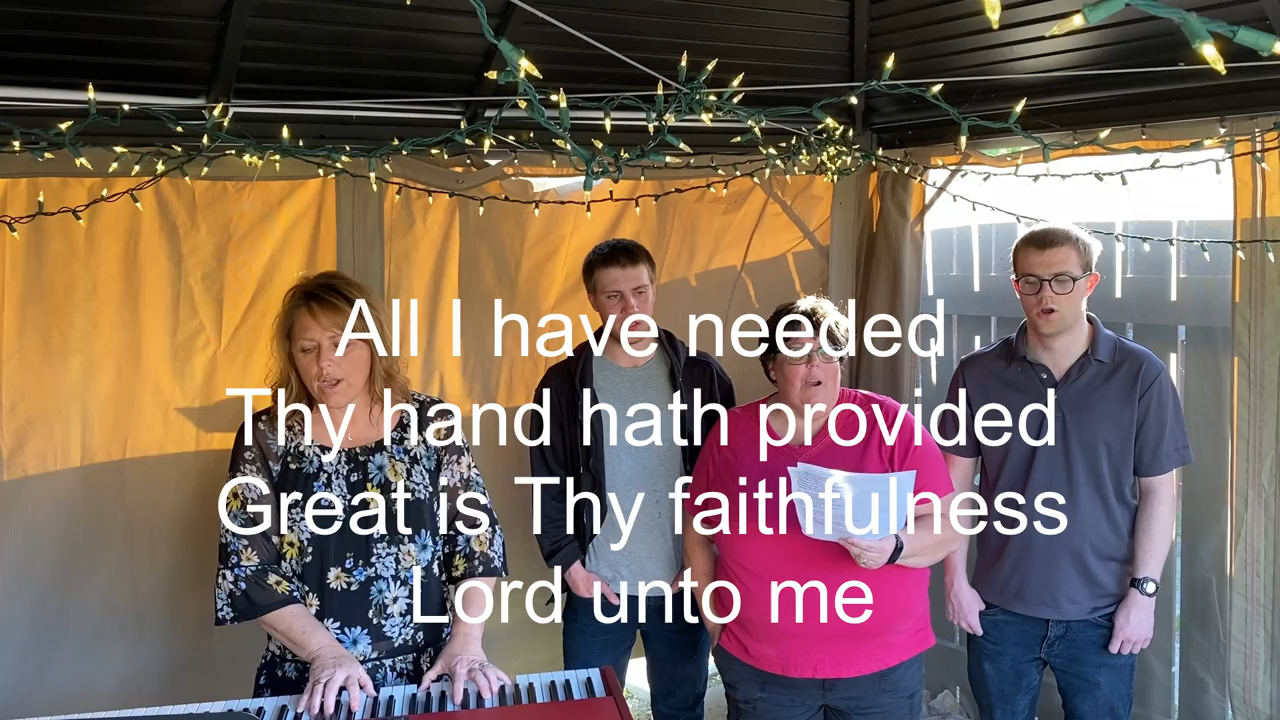 All I have needed
Thy hand hath provided
Great is Thy faithfulness
Lord unto me